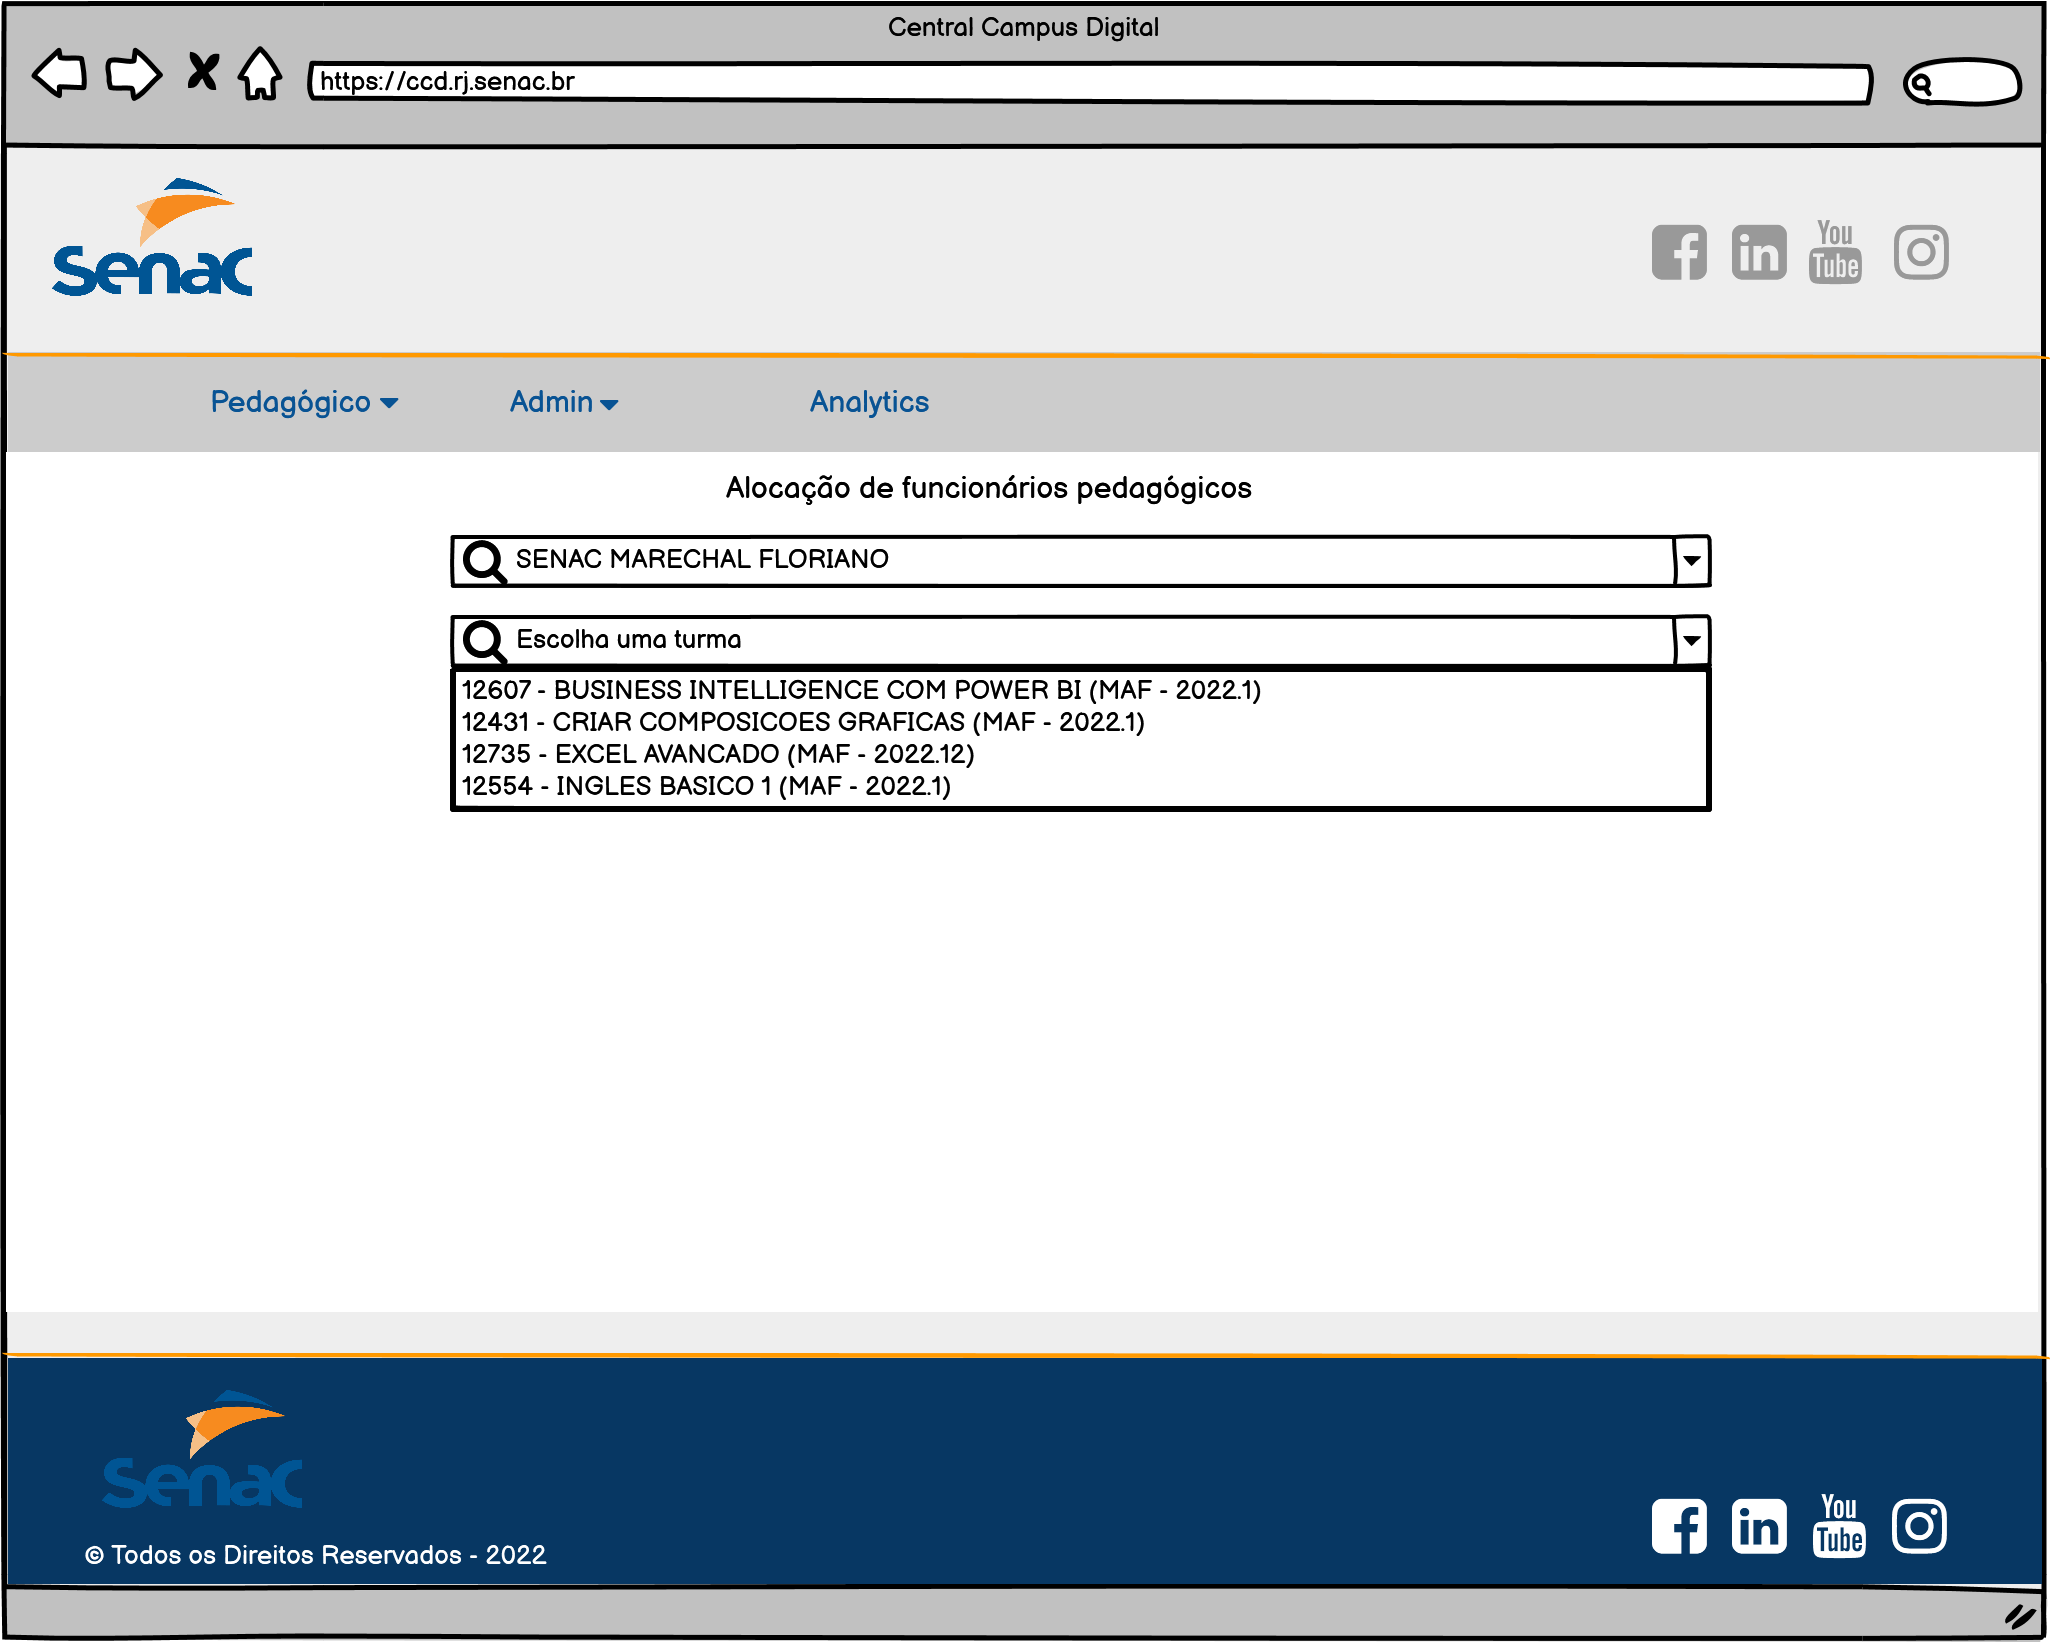 Central Campus Digital
https://ccd.rj.senac.br
senac
You
Tube
Pedagógico
Admin
Analytics
Alocação de funcionários pedagógicos
SENAC MARECHAL FLORIANO
Escolha uma turma
12607 - BUSINESS INTELLIGENCE COM POWER BI (MAF - 2022.1)
12431 - CRIAR COMPOSICOES GRAFICAS (MAF - 2022.1)
12735 - EXCEL AVANCADO (MAF - 2022.12)
12554 - INGLES BASICO 1 (MAF - 2022.1)
senac
You
Tube
© Todos os Direitos Reservados - 2022